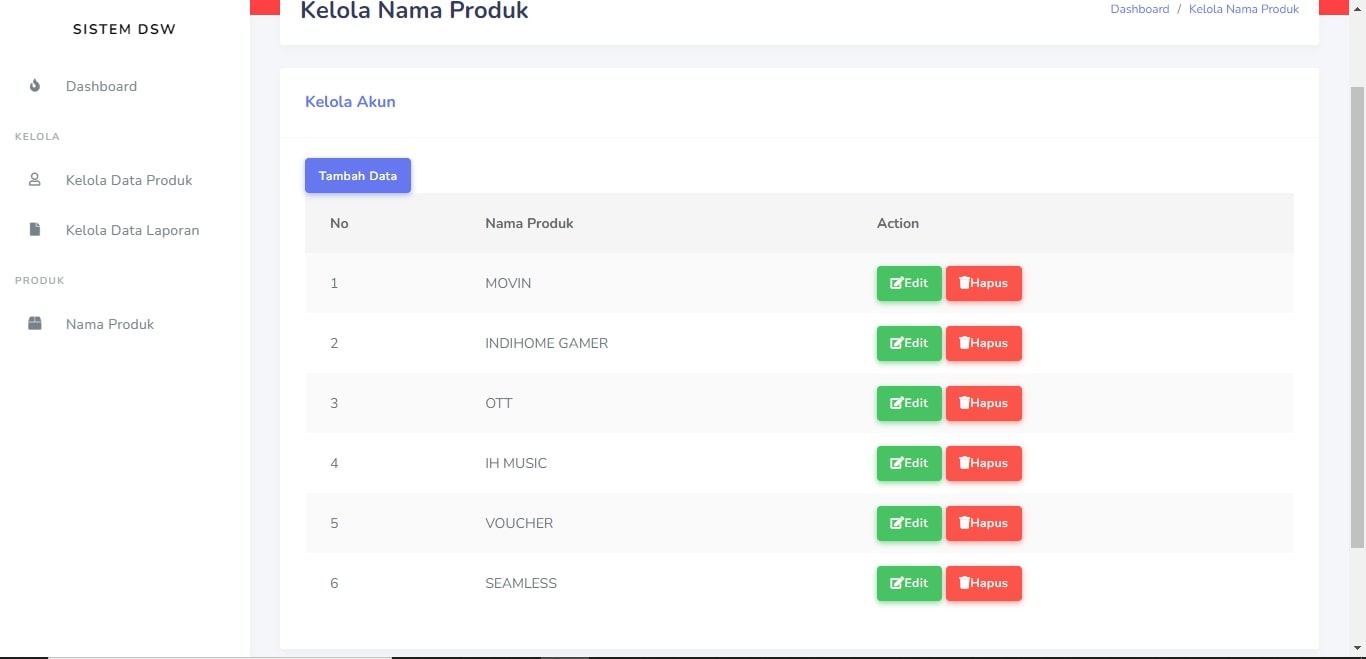 SISTEM DSW
Dashboard
KELOLA
Kelola Data Produk
Kelola Data Laporan
PRODUK
Nama Produk
Kelola Nama Produk
Dashboard / Kelola Nama Produk
Kelola Akun
Tambah Data
No Nama Produk Action
1 MOVIN Edit Hapus
2 INDIHOME GAMER Edit Hapus
3 OTT Edit Hapus
4 IH MUSIC Edit Hapus
5 VOUCHER Edit Hapus
6 SEAMLESS Edit Hapus